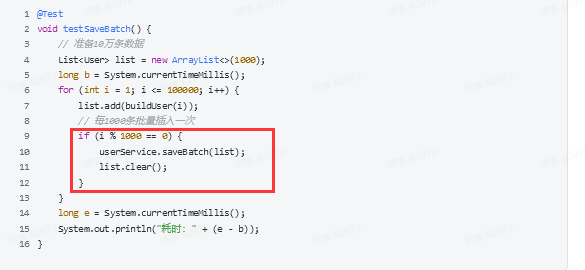 1 @Test
2 void testSaveBatch() {
3 // 准备10万条数据
4 List<User> list = new ArrayList<>(1000);
5 long b = System.currentTimeMillis();
6 for (int i = 1; i <= 100000; i++) {
7 list.add(buildUser(i));
8 // 每1000条批量插入一次
9 if (i % 1000 == 0) {
10 userService.saveBatch(list);
11 list.clear();
12 }
13 }
14 long e = System.currentTimeMillis();
15 System.out.println("耗时：" + (e - b));
16 }